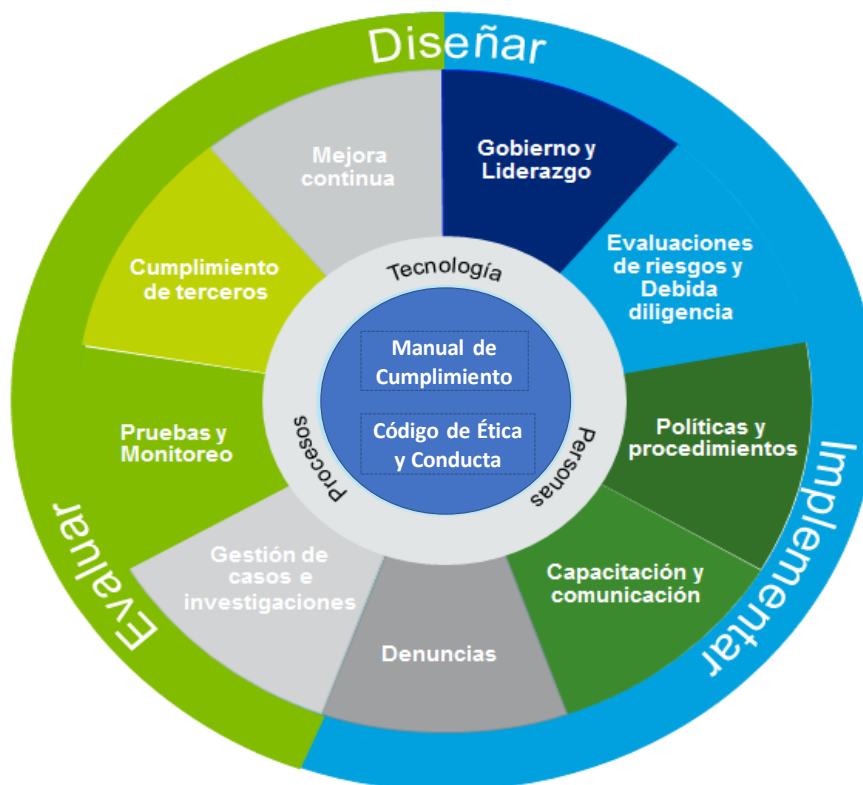 Diseñar
Mejora
continua
Gobierno y
Liderazgo
Evaluaciones
de riesgos y
Debida
diligencia
Cumplimiento
de terceros
Tecnología
Manual de
Cumplimiento
Código de Ética
y Conducta
Procesos
Personas
Pruebas y
Monitoreo
Políticas y
procedimientos
Gestión de
casos e
investigaciones
Capacitación y
comunicación
Denuncias
Evaluar
Implementar